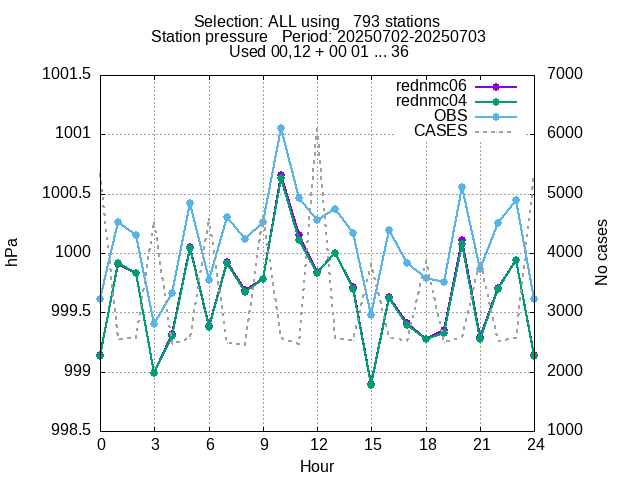 Selection: ALL using   793 stations
Station pressure   Period: 20250702-20250703
Used 00,12 + 00 01 ... 36
1001.5
1001
1000.5
1000
999.5
999
998.5
7000
6000
5000
4000
3000
2000
1000
rednmc06
rednmc04
OBS
CASES
hPa
No cases
0 3 6 9 12 15 18 21 24
Hour